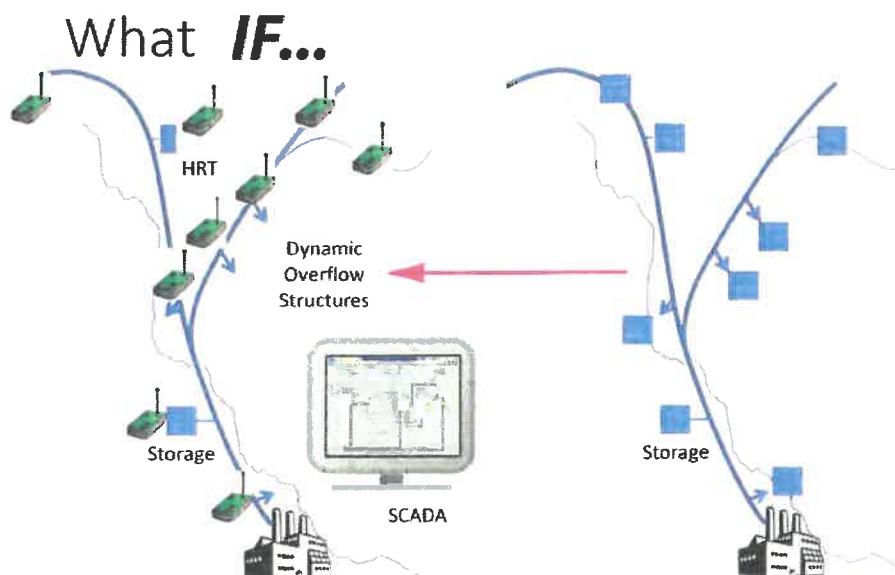 What IF...
HRT
Dynamic
Overflow
Structures
Storage
SCADA
Storage